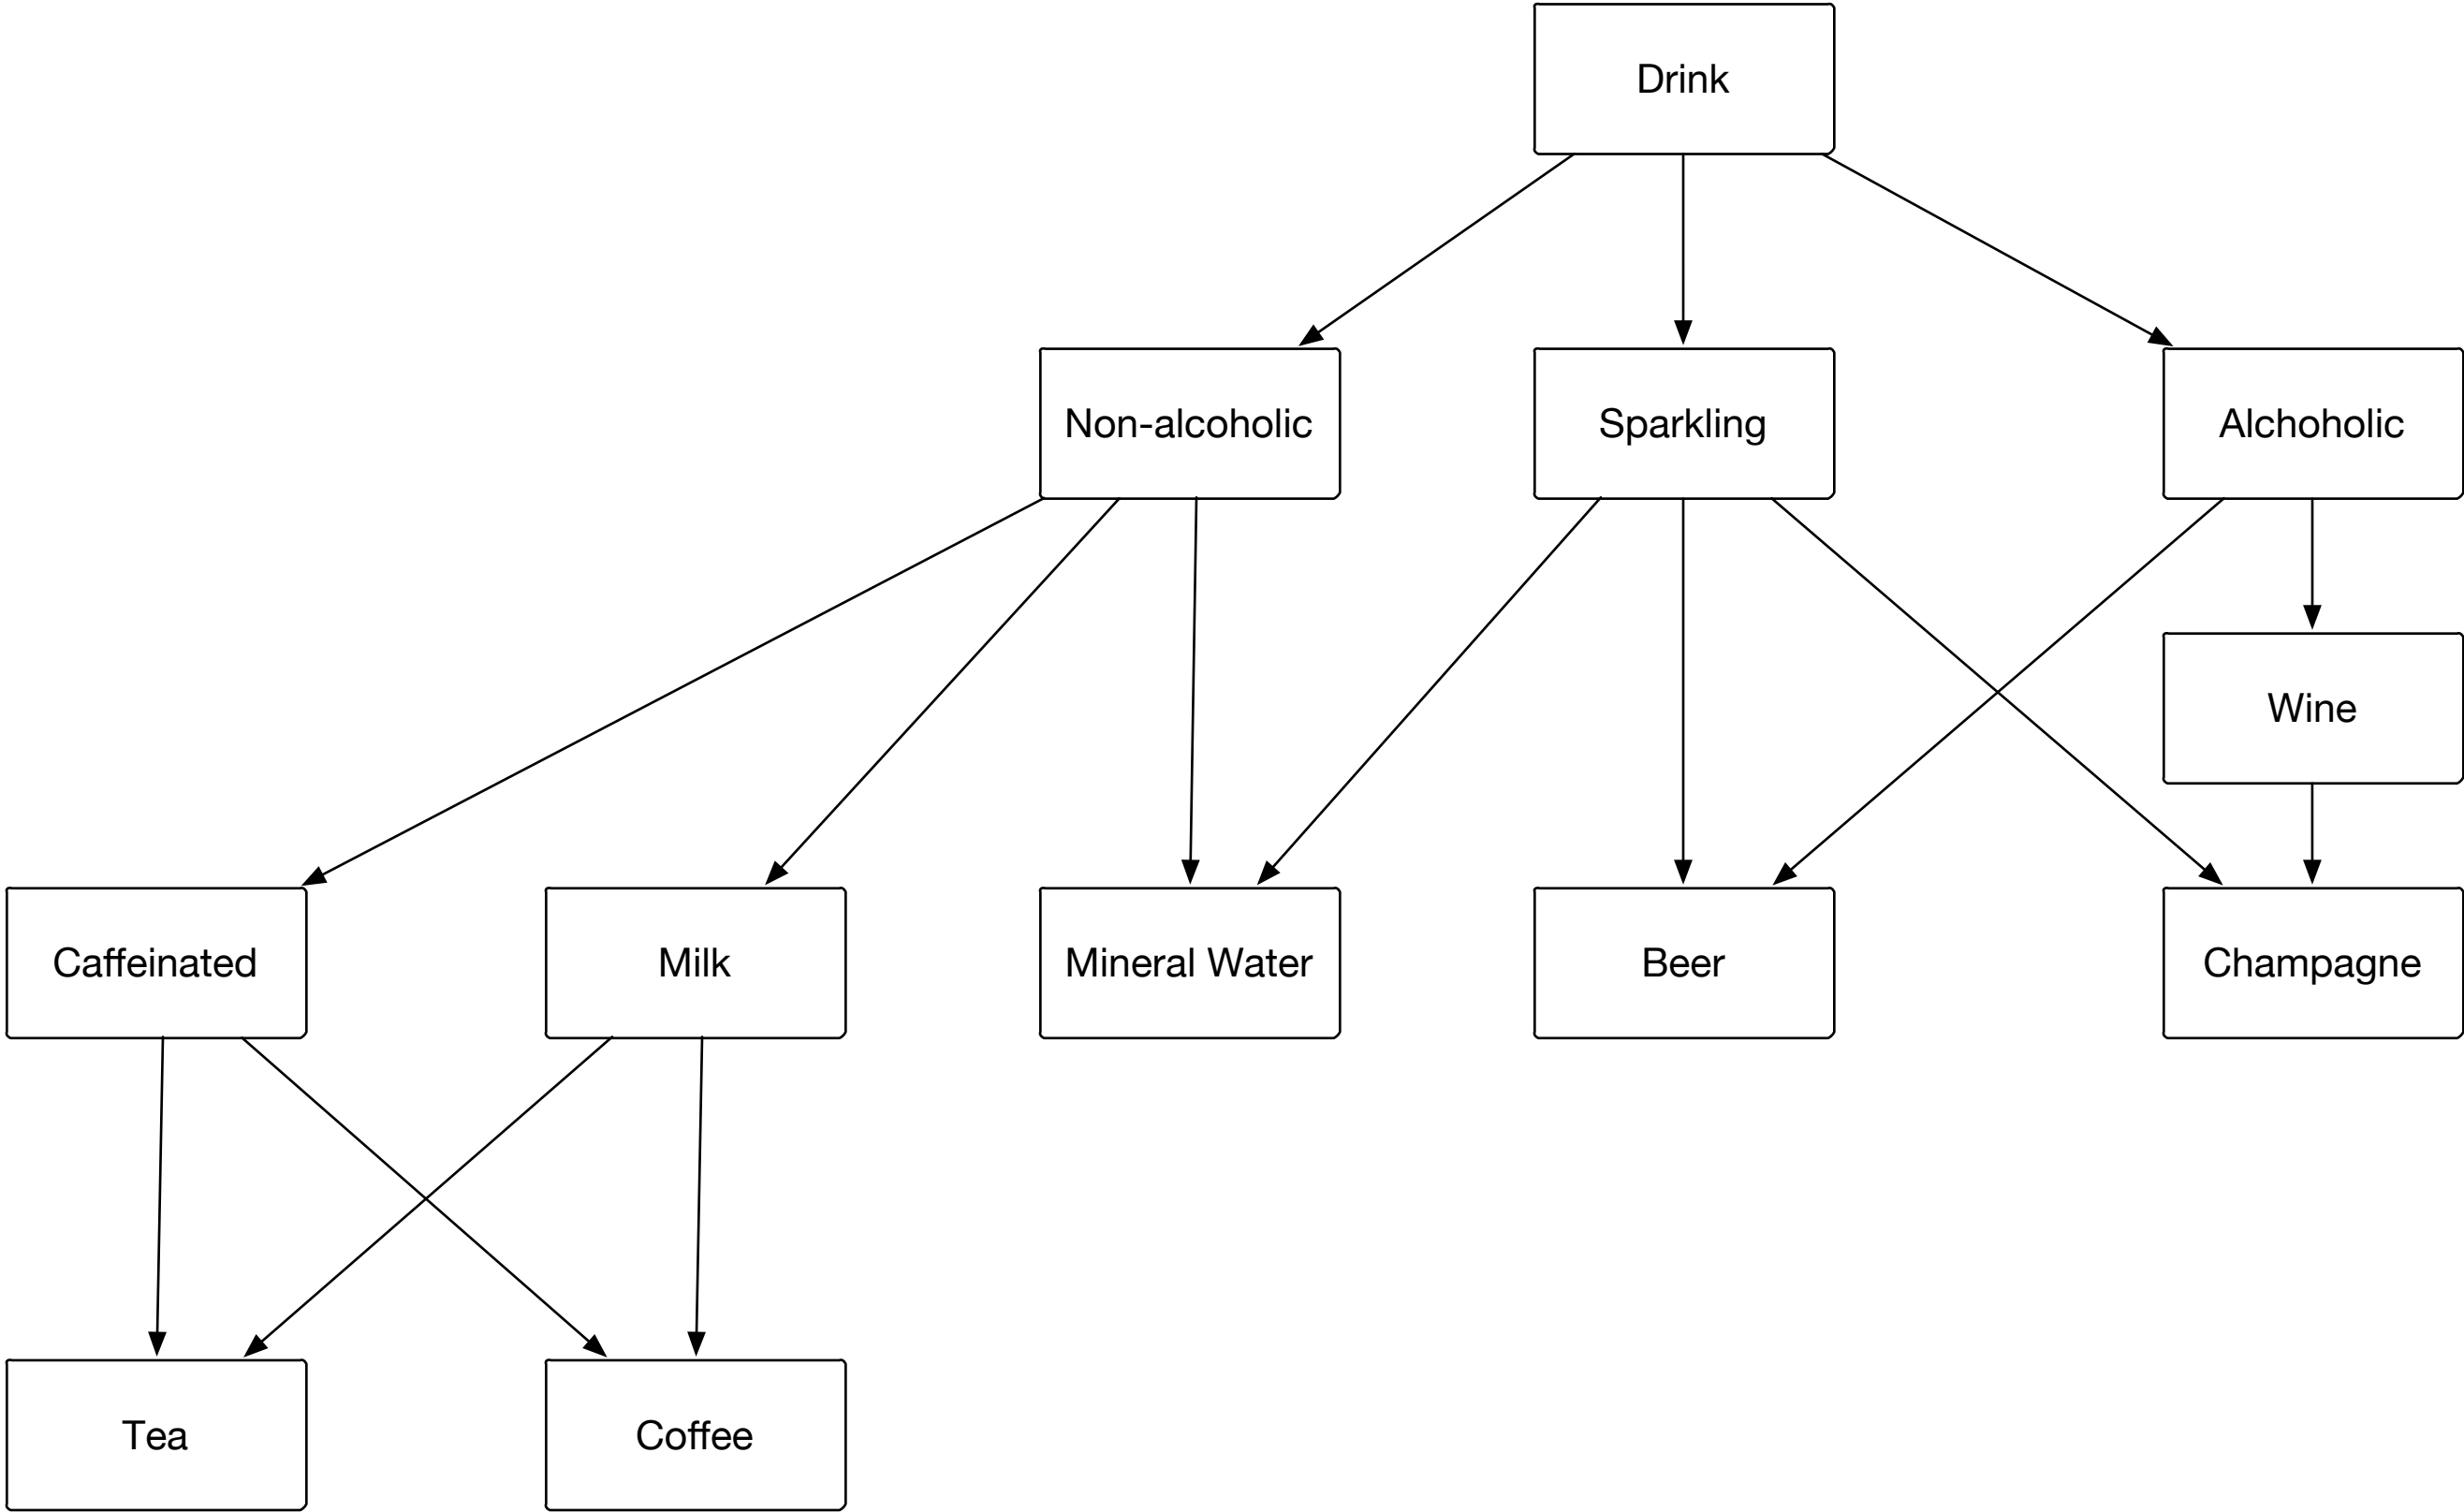 Drink
Non-alcoholic
Sparkling
Alchoholic
Wine
Caffeinated
Milk
Mineral Water
Beer
Champagne
Tea
Coffee